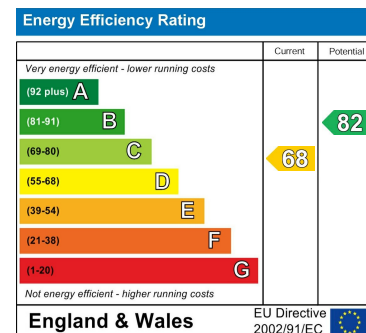 Energy Efficiency Rating
Current Potential
Very energy efficient - lower running costs
(92 plus) A
(81-91) B
82
(69-80) C
68
(55-68) D
(39-54) E
(21-38) F
(1-20) G
Not energy efficient - higher running costs
England & Wales
EU Directive
2002/91/EC